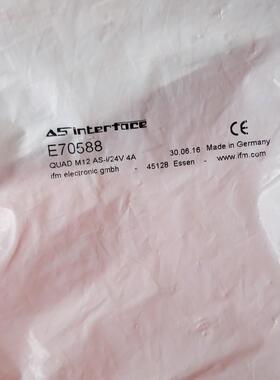 AS interface
E70588
QUAD M12 AS-i/24V 4A
ifm electronic gmbh - 45128 Essen - www.ifm.com
30.06.16 Made in Germany
CE